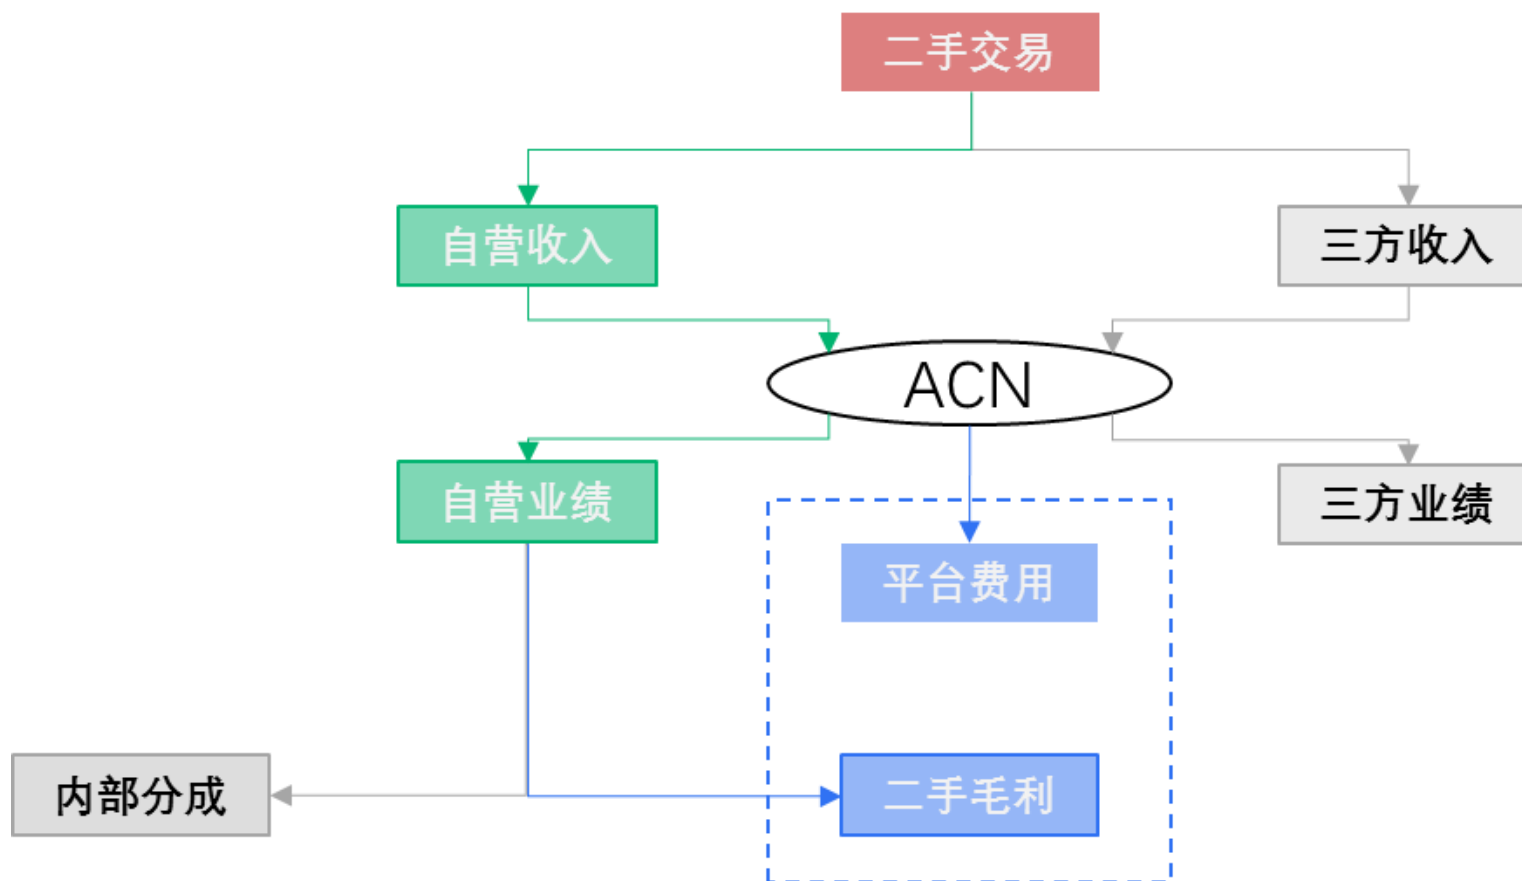 二手交易
自营收入
三方收入
ACN
自营业绩
三方业绩
平台费用
内部分成
二手毛利